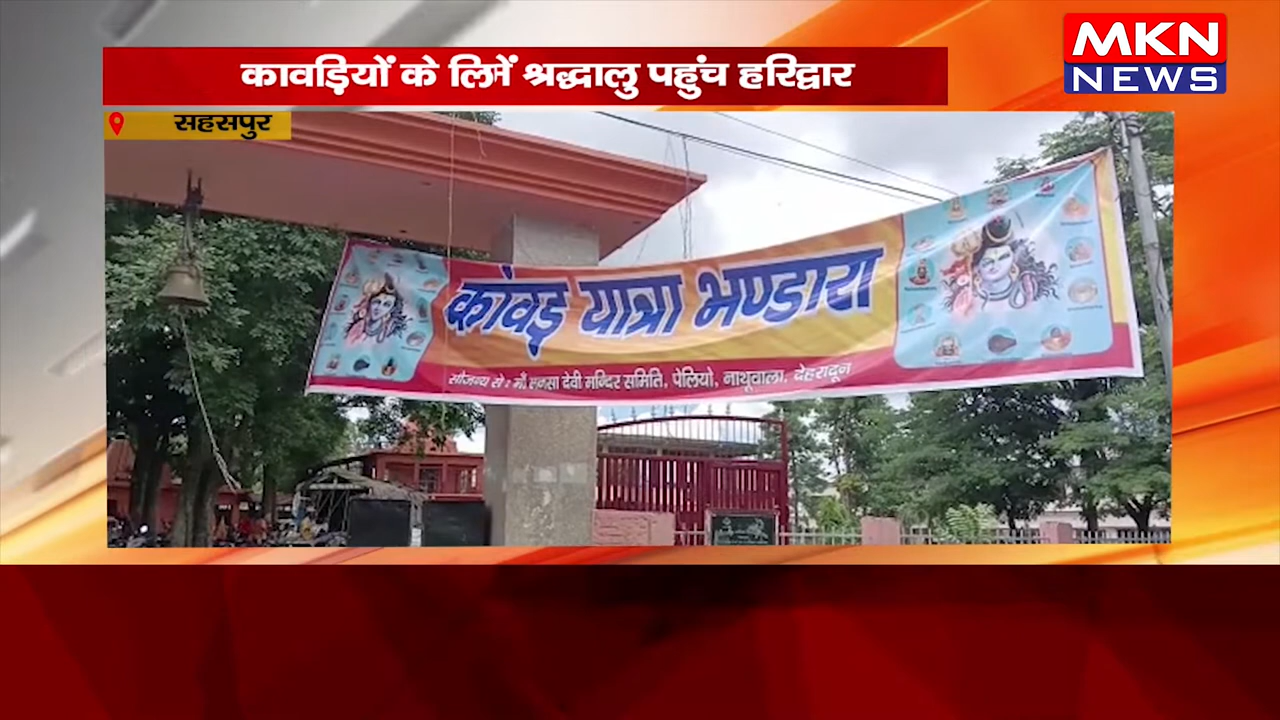 MKN
NEWS
कावड़ियों के लिमें श्रद्धालु पहुंच हरिद्वार
सहसपुर
कांवड़ यात्रा भण्डारा
सौजन्य से : माँ मनसा देवी मन्दिर समिति, पेलियो, नाथूवाला, देहरादून